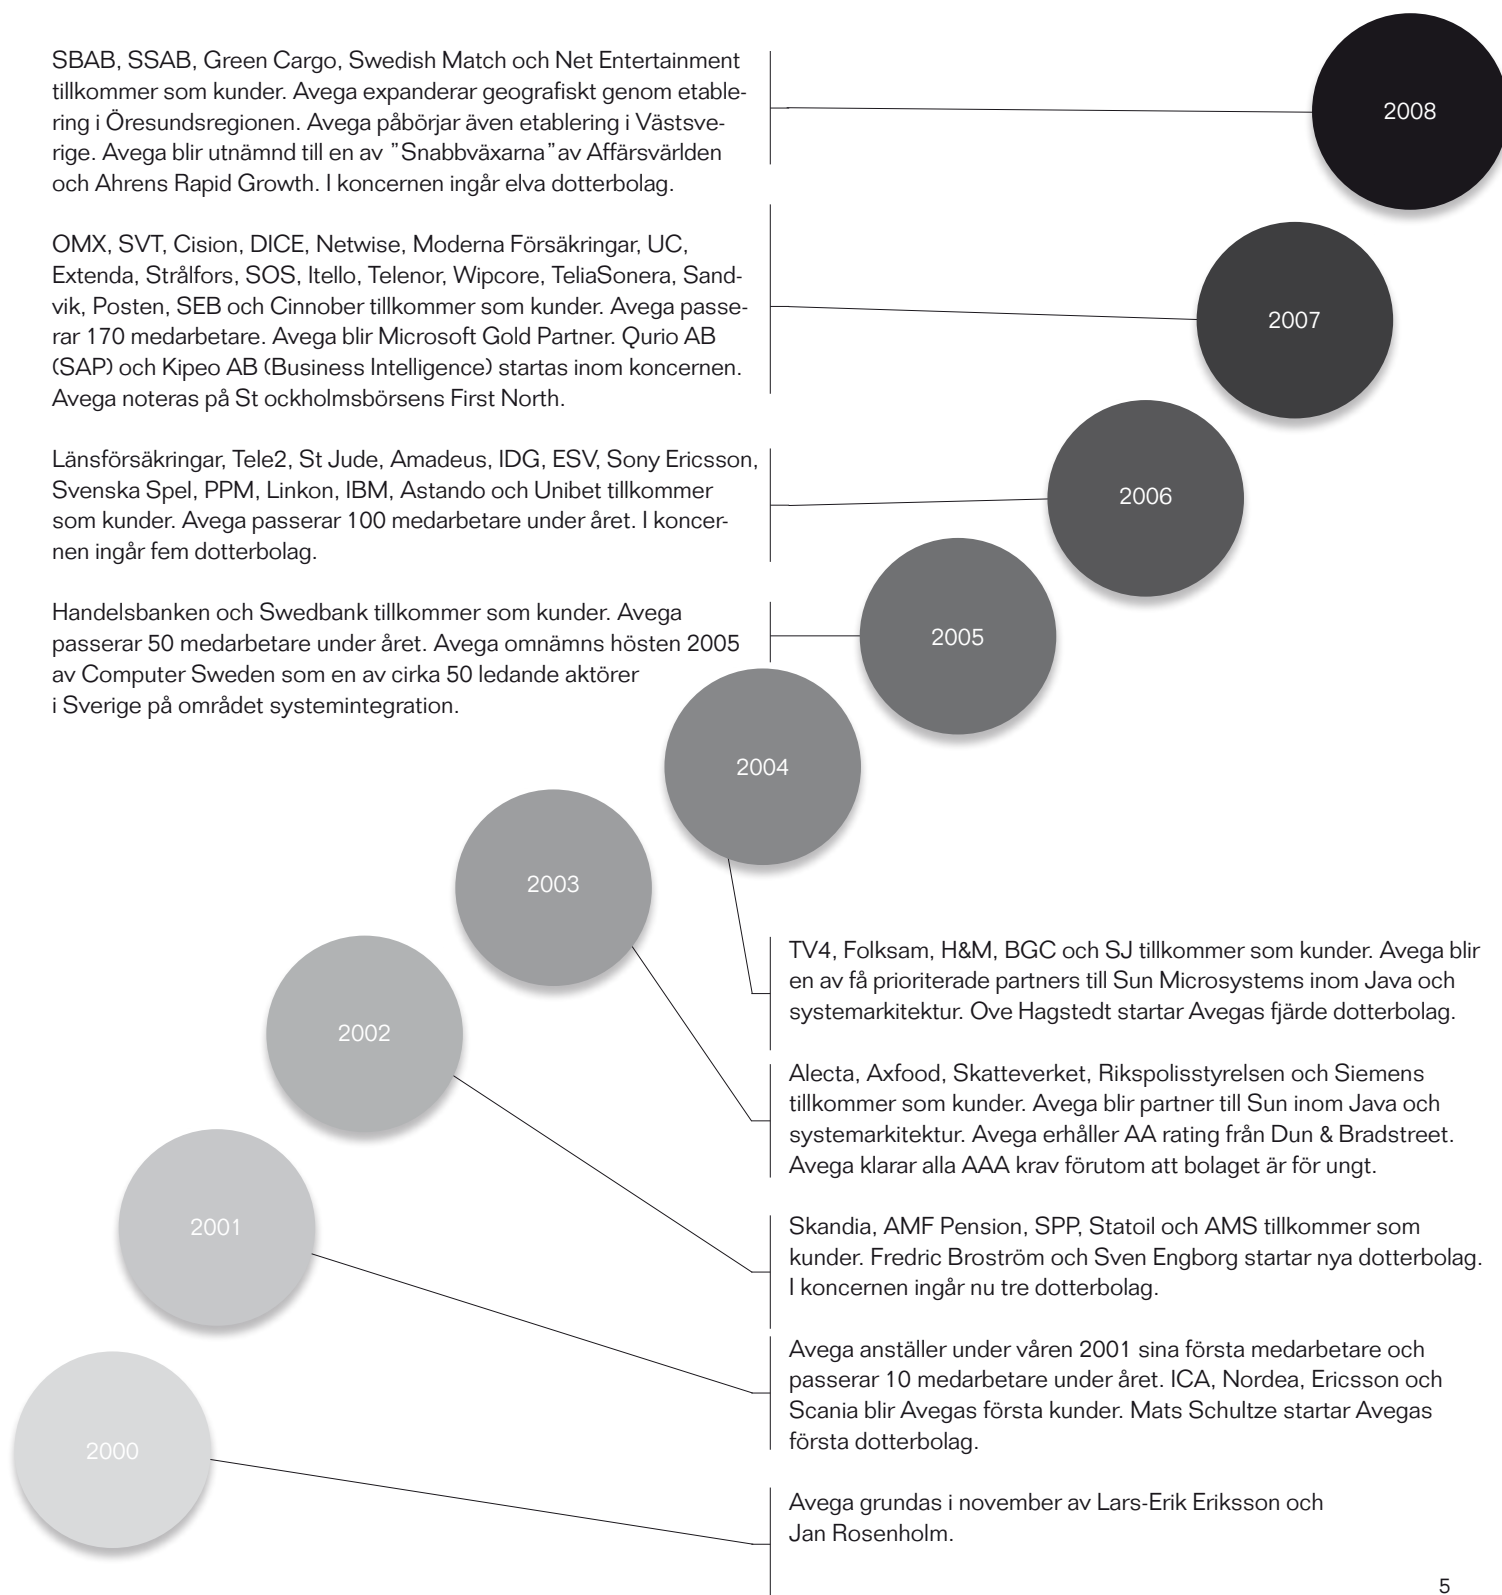 SBAB, SSAB, Green Cargo, Swedish Match och Net Entertainment
tillkommer som kunder. Avega expanderar geografiskt genom etable-
ring i Öresundsregionen. Avega påbörjar även etablering i Västsve-
rige. Avega blir utnämnd till en av ”Snabbväxarna”av Affärsvärlden
och Ahrens Rapid Growth. I koncernen ingår elva dotterbolag.
2008
OMX, SVT, Cision, DICE, Netwise, Moderna Försäkringar, UC,
Extenda, Strålfors, SOS, Itello, Telenor, Wipcore, TeliaSonera, Sand-
vik, Posten, SEB och Cinnober tillkommer som kunder. Avega passe-
rar 170 medarbetare. Avega blir Microsoft Gold Partner. Qurio AB
(SAP) och Kipeo AB (Business Intelligence) startas inom koncernen.
Avega noteras på St ockholmsbörsens First North.
2007
Länsförsäkringar, Tele2, St Jude, Amadeus, IDG, ESV, Sony Ericsson,
Svenska Spel, PPM, Linkon, IBM, Astando och Unibet tillkommer
som kunder. Avega passerar 100 medarbetare under året. I koncer-
nen ingår fem dotterbolag.
2006
Handelsbanken och Swedbank tillkommer som kunder. Avega
passerar 50 medarbetare under året. Avega omnämns hösten 2005
av Computer Sweden som en av cirka 50 ledande aktörer
i Sverige på området systemintegration.
2005
2004
TV4, Folksam, H&M, BGC och SJ tillkommer som kunder. Avega blir
en av få prioriterade partners till Sun Microsystems inom Java och
systemarkitektur. Ove Hagstedt startar Avegas fjärde dotterbolag.
2003
Alecta, Axfood, Skatteverket, Rikspolisstyrelsen och Siemens
tillkommer som kunder. Avega blir partner till Sun inom Java och
systemarkitektur. Avega erhåller AA rating från Dun & Bradstreet.
Avega klarar alla AAA krav förutom att bolaget är för ungt.
2002
Skandia, AMF Pension, SPP, Statoil och AMS tillkommer som
kunder. Fredric Broström och Sven Engborg startar nya dotterbolag.
I koncernen ingår nu tre dotterbolag.
2001
Avega anställer under våren 2001 sina första medarbetare och
passerar 10 medarbetare under året. ICA, Nordea, Ericsson och
Scania blir Avegas första kunder. Mats Schultze startar Avegas
första dotterbolag.
2000
Avega grundas i november av Lars-Erik Eriksson och
Jan Rosenholm.
5